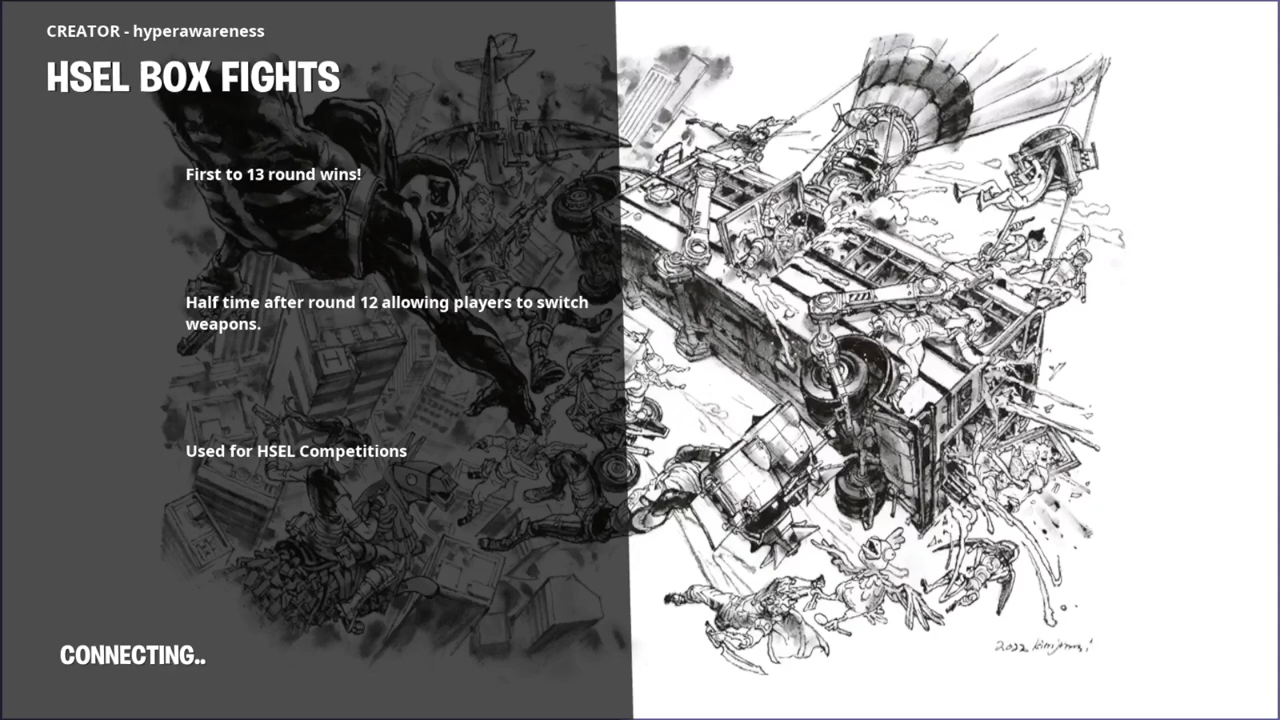 CREATOR - hyperawareness
HSEL BOX FIGHTS
First to 13 round wins!
Half time after round 12 allowing players to switch
weapons.
Used for HSEL Competitions
CONNECTING..
2022